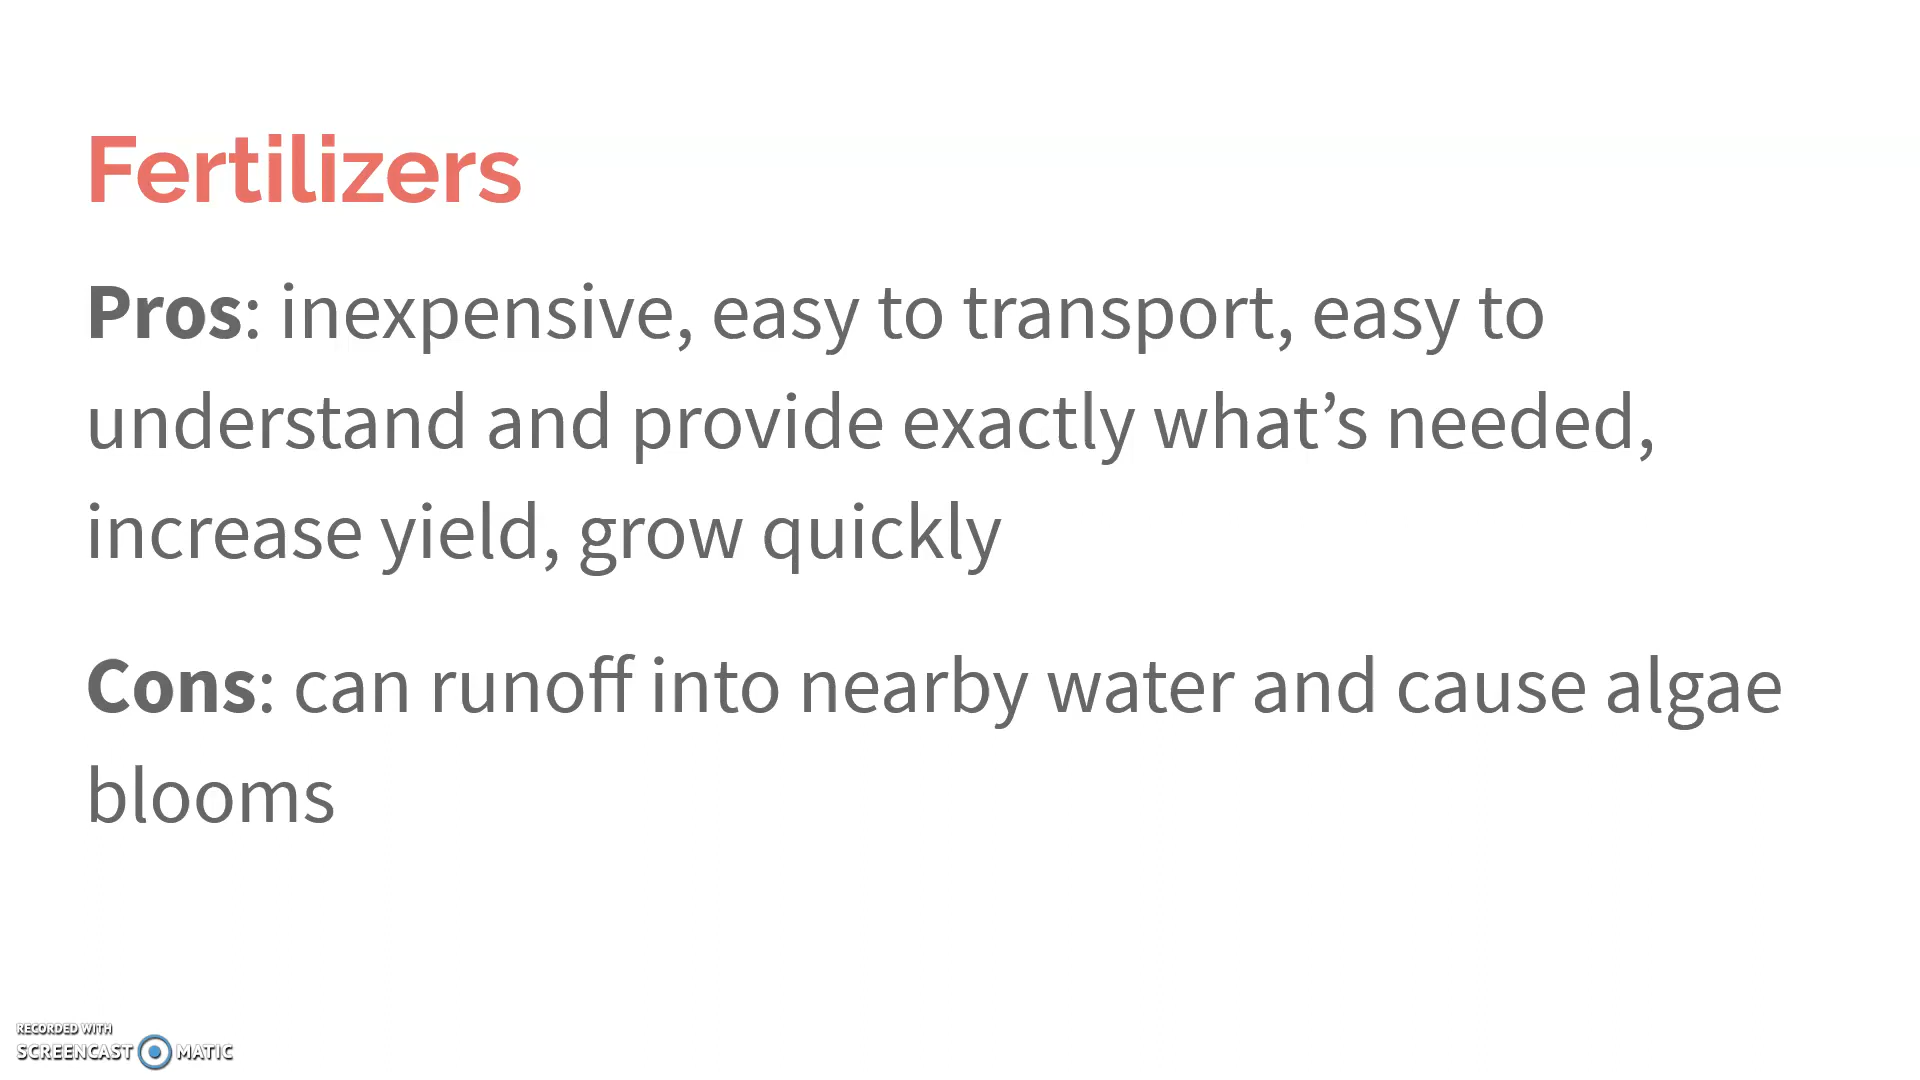 Fertilizers
Pros: inexpensive, easy to transport, easy to
understand and provide exactly what’s needed,
increase yield, grow quickly
Cons: can runoff into nearby water and cause algae
blooms
RECORDED WITH
SCREENCAST MATIC